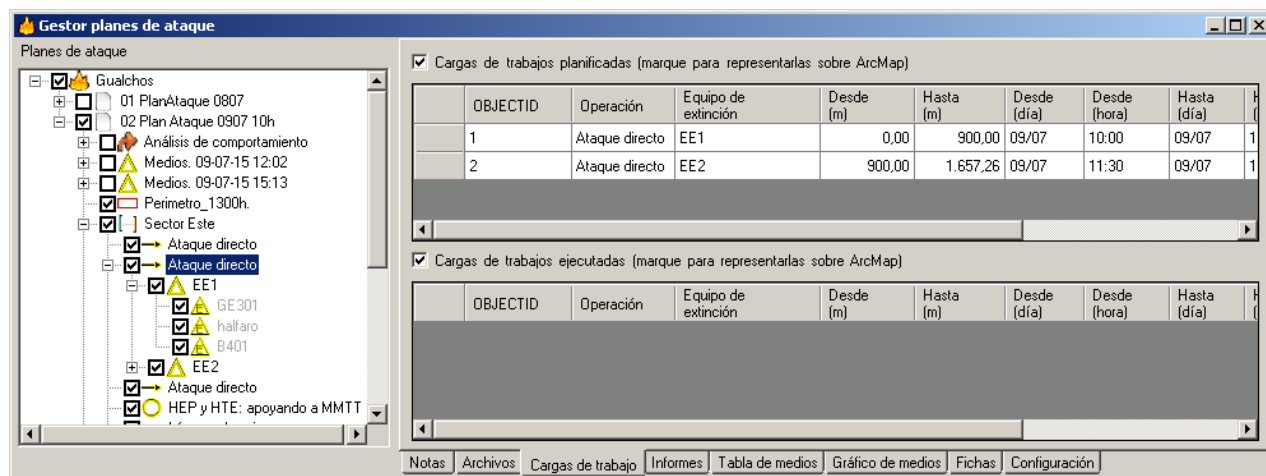 Gestor planes de ataque
Planes de ataque
Gualchos
01 PlanAtaque 0807
02 Plan Ataque 0907 10h
Análisis de comportamiento
Medios. 09-07-15 12:02
Medios. 09-07-15 15:13
Perimetro_1300h.
Sector Este
Ataque directo
Ataque directo
EE1
GE301
halfaro
B401
EE2
Ataque directo
HEP y HTE: apoyando a MMTT
Cargas de trabajos planificadas (marque para representarlas sobre ArcMap)
OBJECTID Operación Equipo de extinción Desde (m) Hasta (m) Desde (día) Desde (hora) Hasta (día)
1 Ataque directo EE1 0,00 900,00 09/07 10:00 09/07 1
2 Ataque directo EE2 900,00 1.657,26 09/07 11:30 09/07 1
Cargas de trabajos ejecutadas (marque para representarlas sobre ArcMap)
OBJECTID Operación Equipo de extinción Desde (m) Hasta (m) Desde (día) Desde (hora) Hasta (día)
Notas Archivos Cargas de trabajo Informes Tabla de medios Gráfico de medios Fichas Configuración